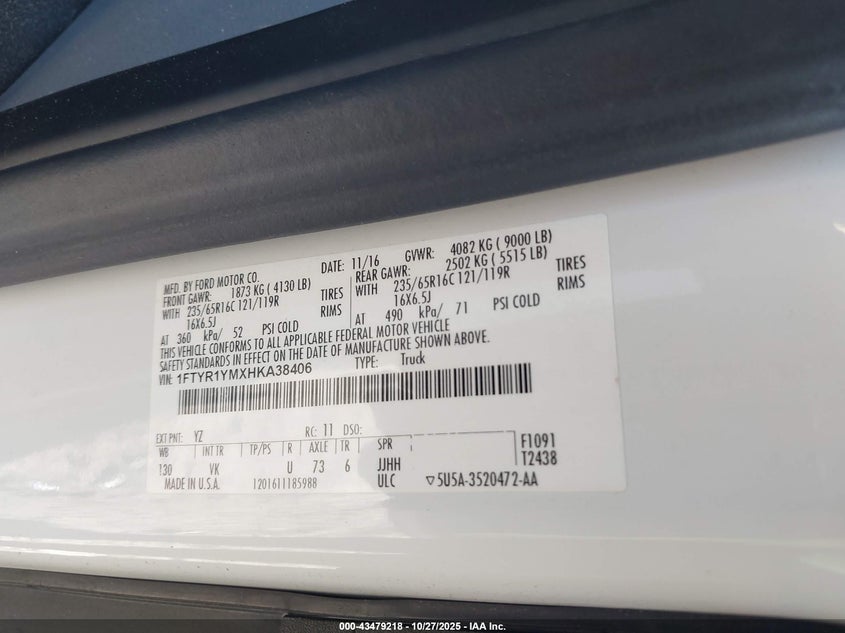 MFD. BY FORD MOTOR CO.
DATE: 11/16 GVWR: 4082 KG ( 9000 LB)
FRONT GAWR: 1873 KG ( 4130 LB)
REAR GAWR: 2502 KG ( 5515 LB)
WITH 235/65R16C 121/119R TIRES
WITH 235/65R16C 121/119R TIRES
16X6.5J RIMS
16X6.5J RIMS
AT 360 kPa/ 52 PSI COLD
AT 490 kPa/ 71 PSI COLD
THIS VEHICLE CONFORMS TO ALL APPLICABLE FEDERAL MOTOR VEHICLE
SAFETY STANDARDS IN EFFECT ON THE DATE OF MANUFACTURE SHOWN ABOVE.
VIN: 1FTYR1YMXHKA38406 TYPE: Truck
EXT PNT: YZ RC: 11 DSO:
WB INT TR TP/PS R AXLE TR SPR F1091
130 VK U 73 6 JJHH T2438
MADE IN U.S.A. 1201611185988 ULC ▽5U5A-3520472-AA
000-43479218 - 10/27/2025 - IAA Inc.